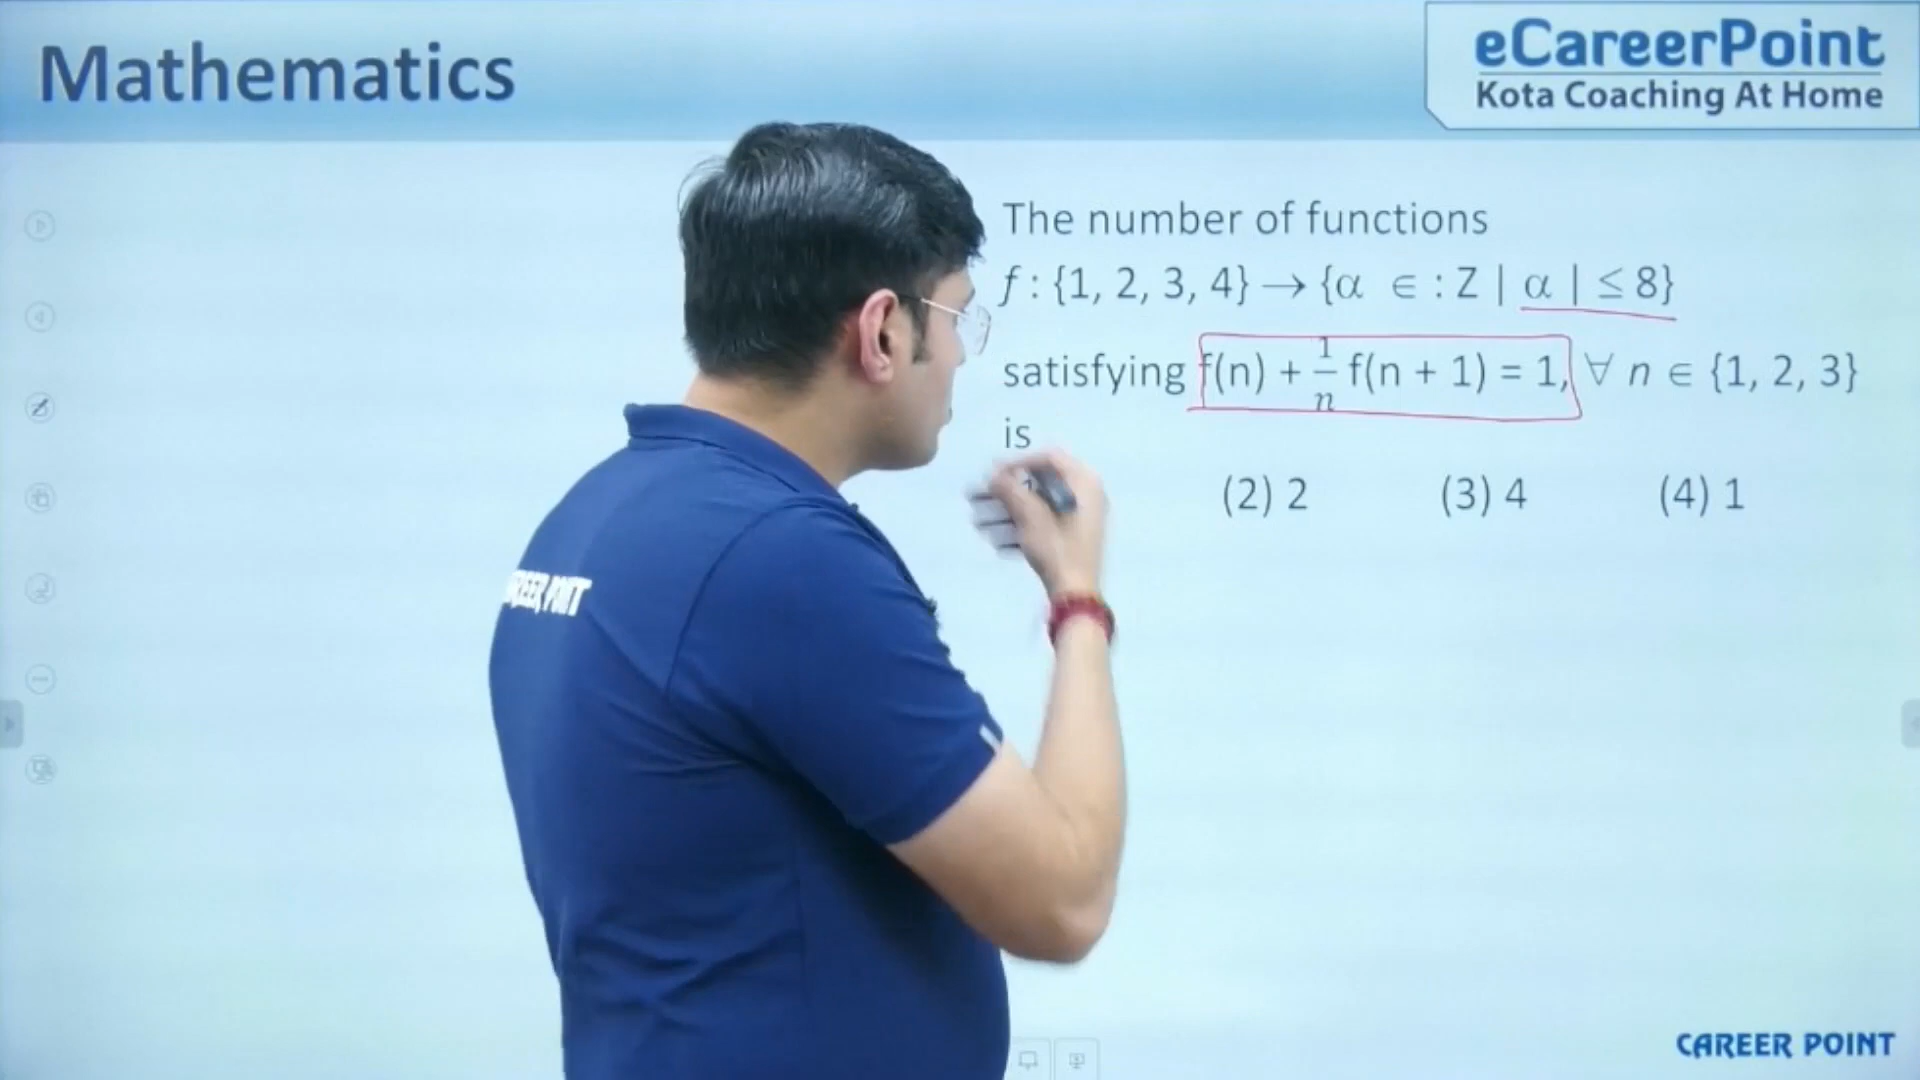 Mathematics
eCareerPoint
Kota Coaching At Home
The number of functions
f : {1, 2, 3, 4} → {α ∈ : Z | α | ≤ 8}
satisfying f(n) + 1/n f(n + 1) = 1, ∀ n ∈ {1, 2, 3}
is
(2) 2 (3) 4 (4) 1
REER POINT
CAREER POINT